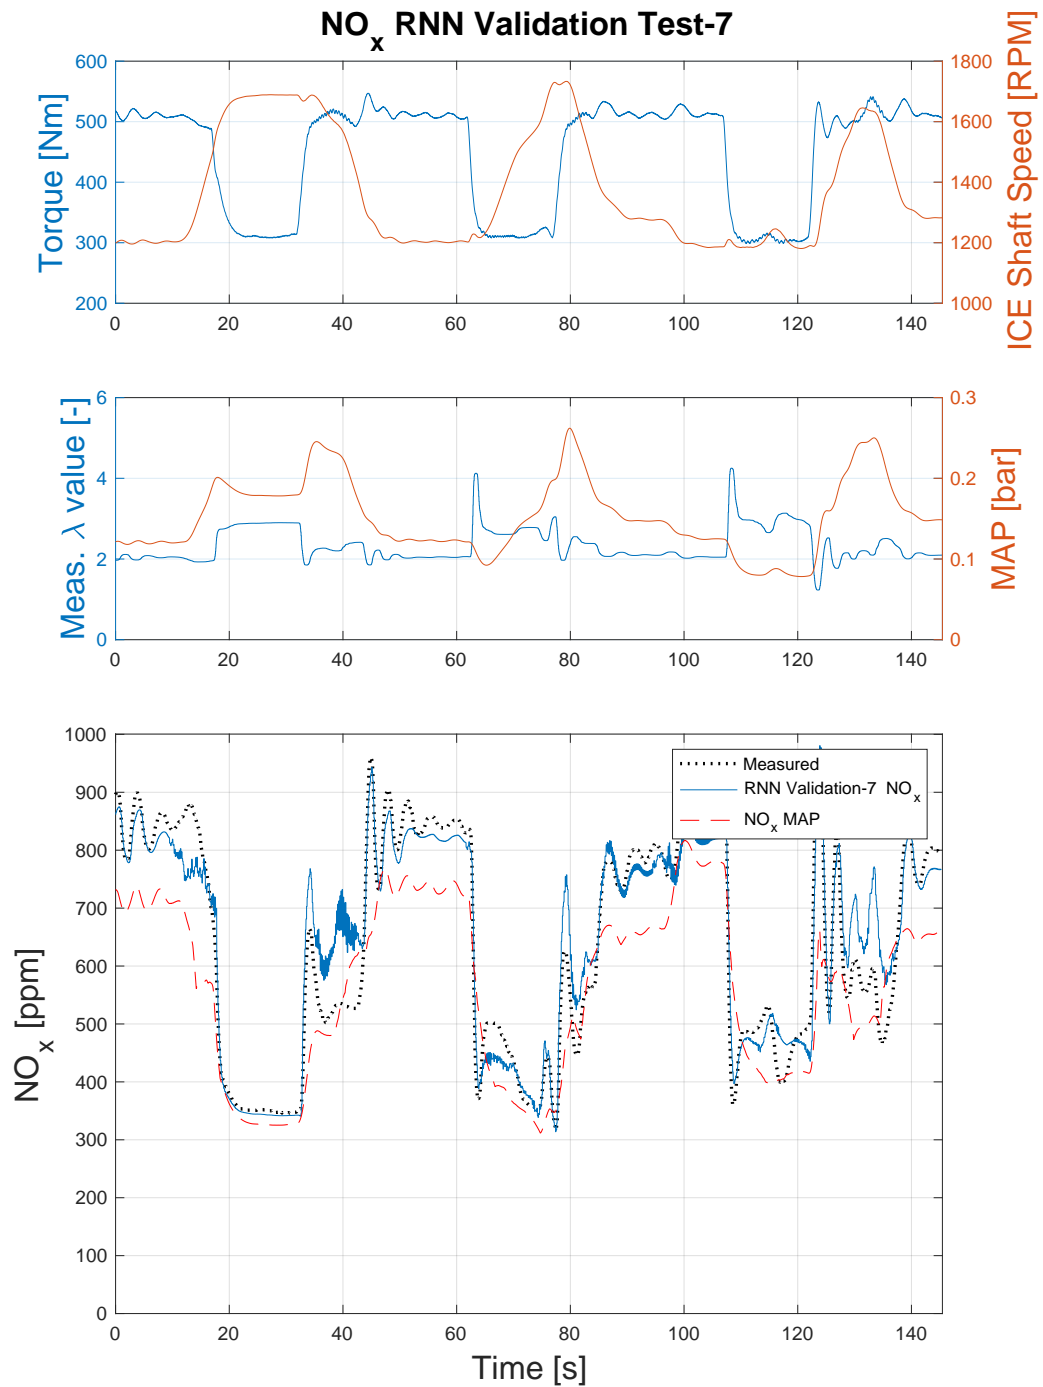 NOx RNN Validation Test-7
Torque [Nm]
600
500
400
300
200
1800
1600
1400
1200
1000
ICE Shaft Speed [RPM]
0 20 40 60 80 100 120 140
Meas. λ value [-]
6
4
2
0
0.3
0.2
0.1
0
MAP [bar]
0 20 40 60 80 100 120 140
NOx [ppm]
1000
900
800
700
600
500
400
300
200
100
0
Measured
RNN Validation-7 NOx
NOx MAP
0 20 40 60 80 100 120 140
Time [s]